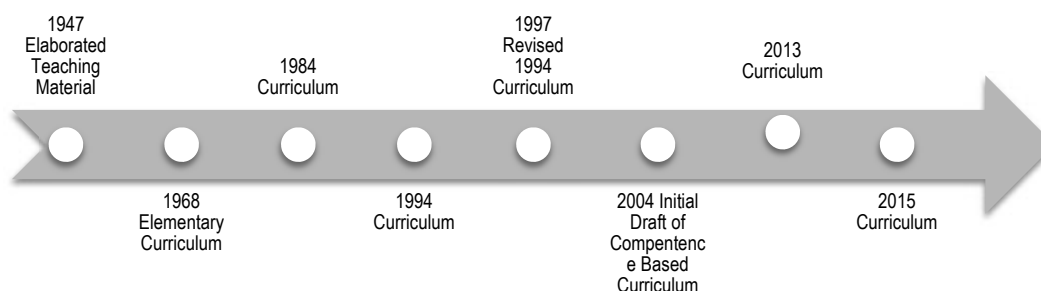 1947
Elaborated
Teaching
Material
1968
Elementary
Curriculum
1984
Curriculum
1994
Curriculum
1997
Revised
1994
Curriculum
2004 Initial
Draft of
Compentenc
e Based
Curriculum
2013
Curriculum
2015
Curriculum